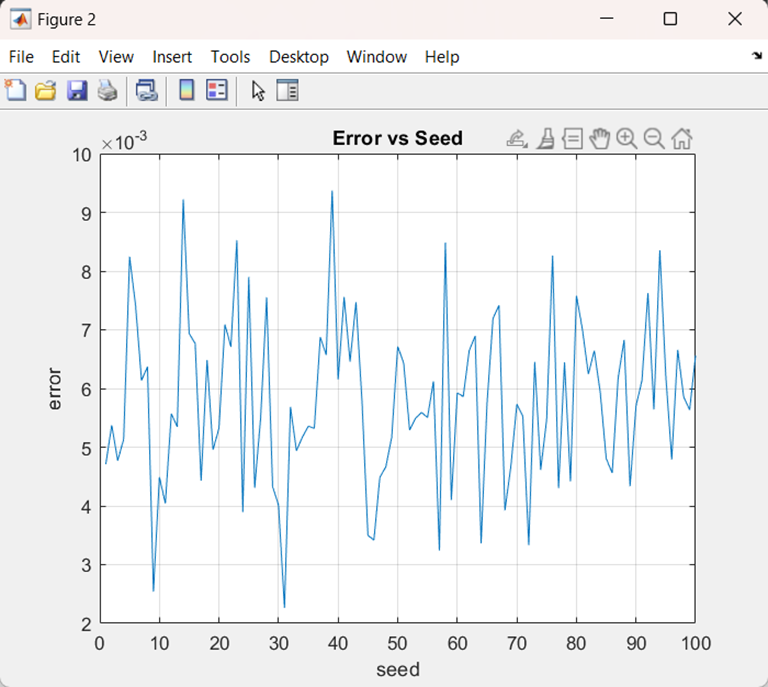 Figure 2
File Edit View Insert Tools Desktop Window Help
×10⁻³
Error vs Seed
10
9
8
7
6
5
4
3
2
error
0 10 20 30 40 50 60 70 80 90 100
seed